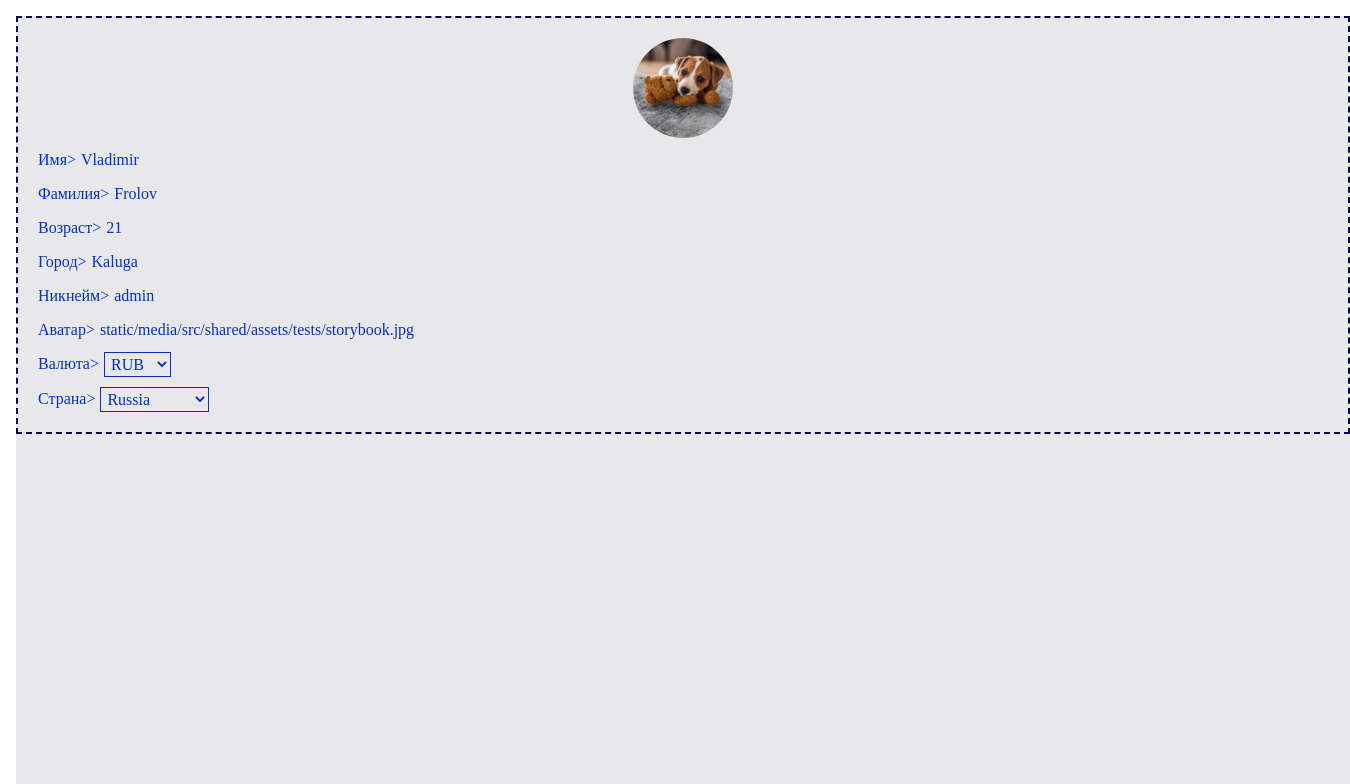 Имя> Vladimir
Фамилия> Frolov
Возраст> 21
Город> Kaluga
Никнейм> admin
Аватар> static/media/src/shared/assets/tests/storybook.jpg
Валюта> RUB
Страна> Russia